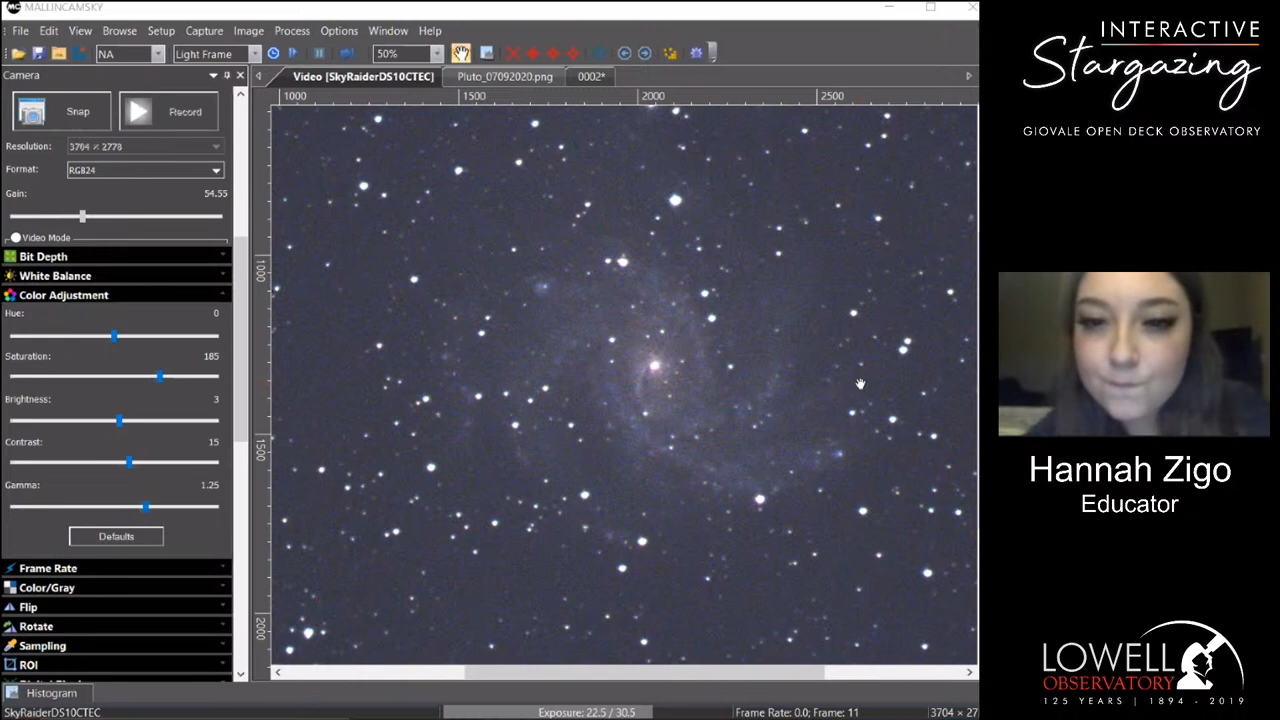 MALLINCAMSKY
File Edit View Browse Setup Capture Image Process Options Window Help
NA Light Frame 50%
Camera
Video [SkyRaiderDS10CTEC] Pluto_07092020.png 0002*
1000 1500 2000 2500
Snap Record
Resolution: 3704 × 2778
Format: RGB24
Gain: 54.55
Video Mode
Bit Depth
White Balance
Color Adjustment
Hue: 0
Saturation: 185
Brightness: 3
Contrast: 15
Gamma: 1.25
Defaults
Frame Rate
Color/Gray
Flip
Rotate
Sampling
ROI
Histogram
1000
1500
2000
SkyRaiderDS10CTEC Exposure: 22.5 / 30.5 Frame Rate: 0.0; Frame: 11 3704 × 27
INTERACTIVE
Stargazing
GIOVALE OPEN DECK OBSERVATORY
Hannah Zigo
Educator
LOWELL
OBSERVATORY
125 YEARS | 1894 - 2019